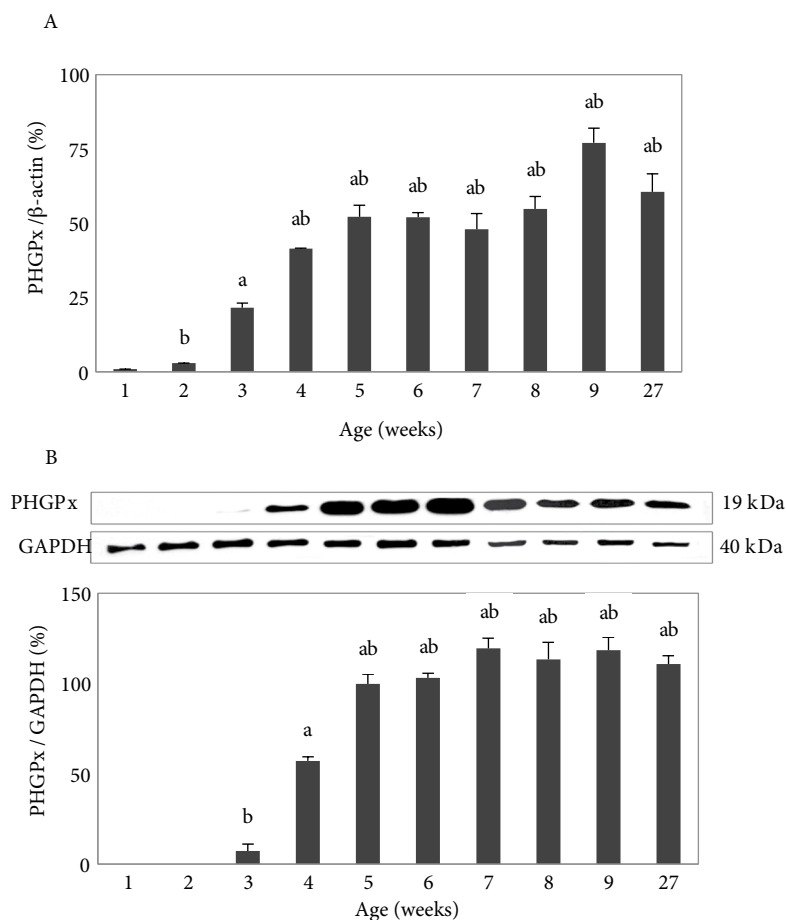 A
PHGPx /β-actin (%)
100
75
50
25
0
b
a
ab
ab
ab
ab
ab
ab
ab
1 2 3 4 5 6 7 8 9 27
Age (weeks)
B
PHGPx 19 kDa
GAPDH 40 kDa
PHGPx / GAPDH (%)
150
100
50
0
b
a
ab
ab
ab
ab
ab
ab
1 2 3 4 5 6 7 8 9 27
Age (weeks)